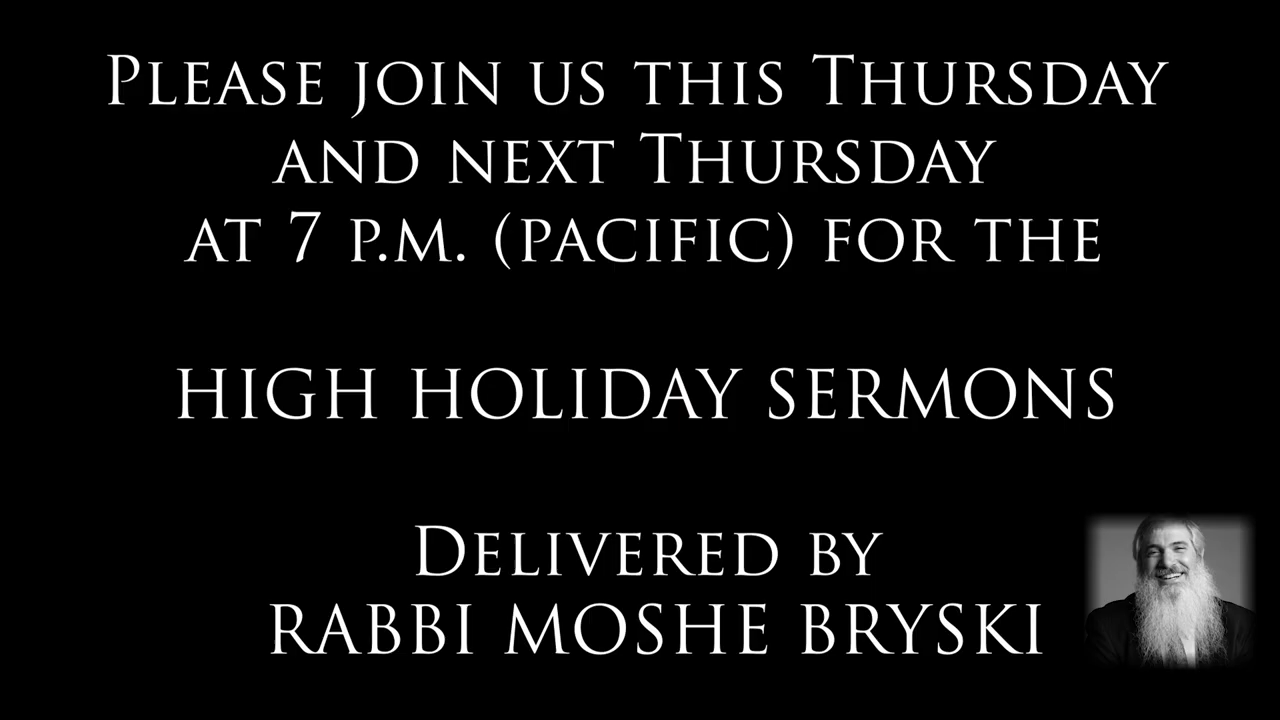 Please join us this Thursday
and next Thursday
at 7 p.m. (pacific) for the
HIGH HOLIDAY SERMONS
Delivered by
RABBI MOSHE BRYSKI